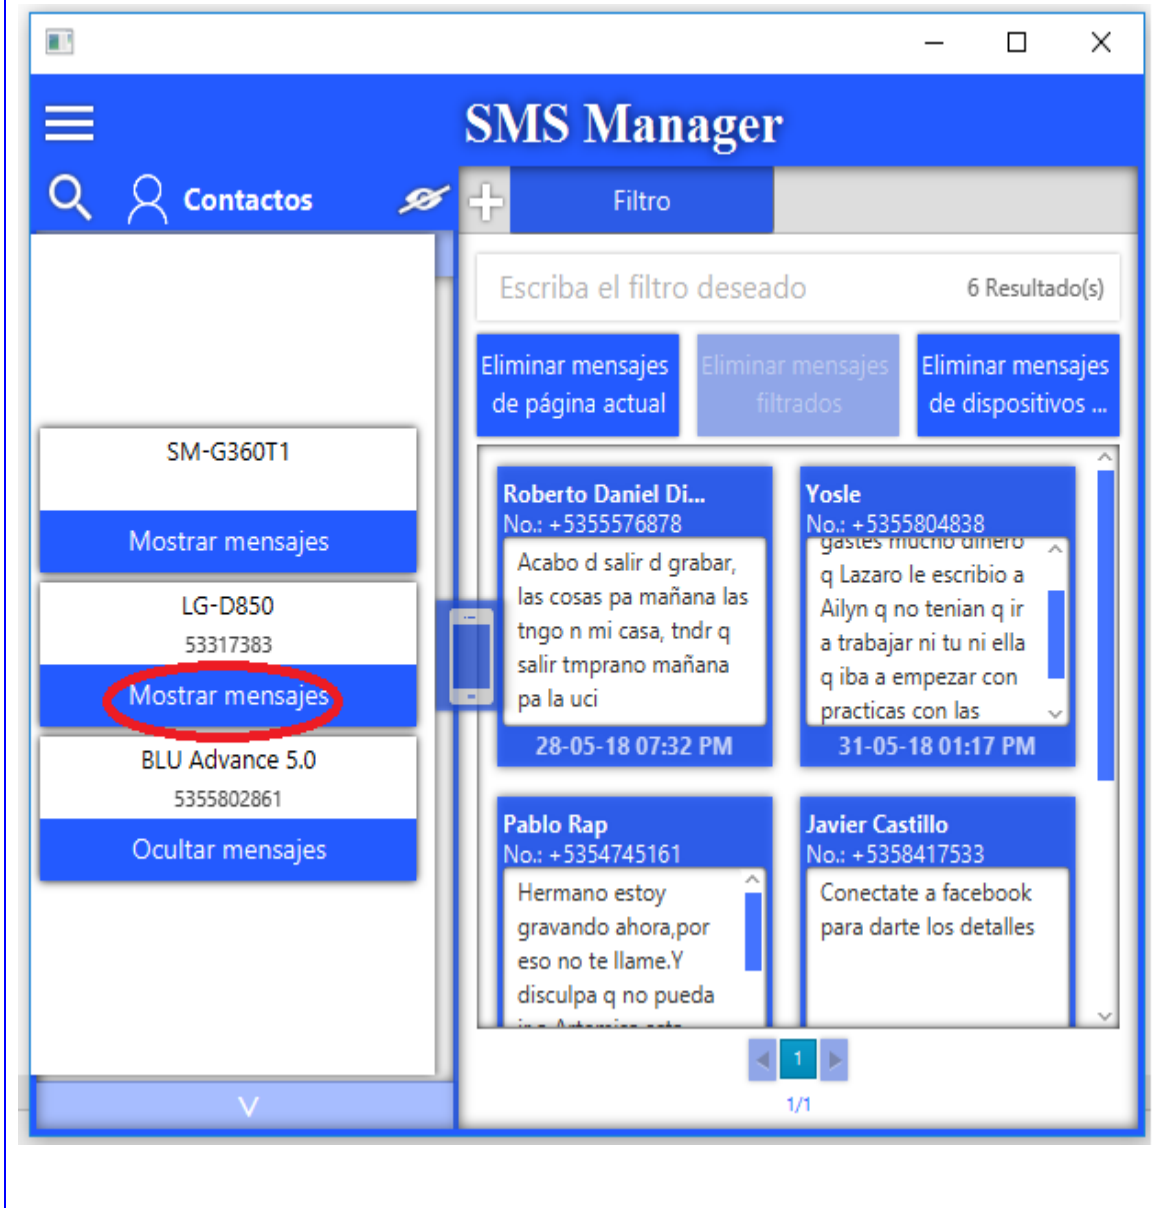 SMS Manager
Contactos
Filtro
Escriba el filtro deseado
6 Resultado(s)
Eliminar mensajes
de página actual
Eliminar mensajes
filtrados
Eliminar mensajes
de dispositivos ...
SM-G360T1
Mostrar mensajes
LG-D850
53317383
Mostrar mensajes
BLU Advance 5.0
5355802861
Ocultar mensajes
Roberto Daniel Di...
No.: +5355576878
Acabo d salir d grabar,
las cosas pa mañana las
tngo n mi casa, tndr q
salir tmprano mañana
pa la uci
28-05-18 07:32 PM
Yosle
No.: +5355804838
gastes mucho dinero
q Lazaro le escribio a
Ailyn q no tenian q ir
a trabajar ni tu ni ella
q iba a empezar con
practicas con las
31-05-18 01:17 PM
Pablo Rap
No.: +5354745161
Hermano estoy
gravando ahora,por
eso no te llame.Y
disculpa q no pueda
Javier Castillo
No.: +5358417533
Conectate a facebook
para darte los detalles
1
1/1